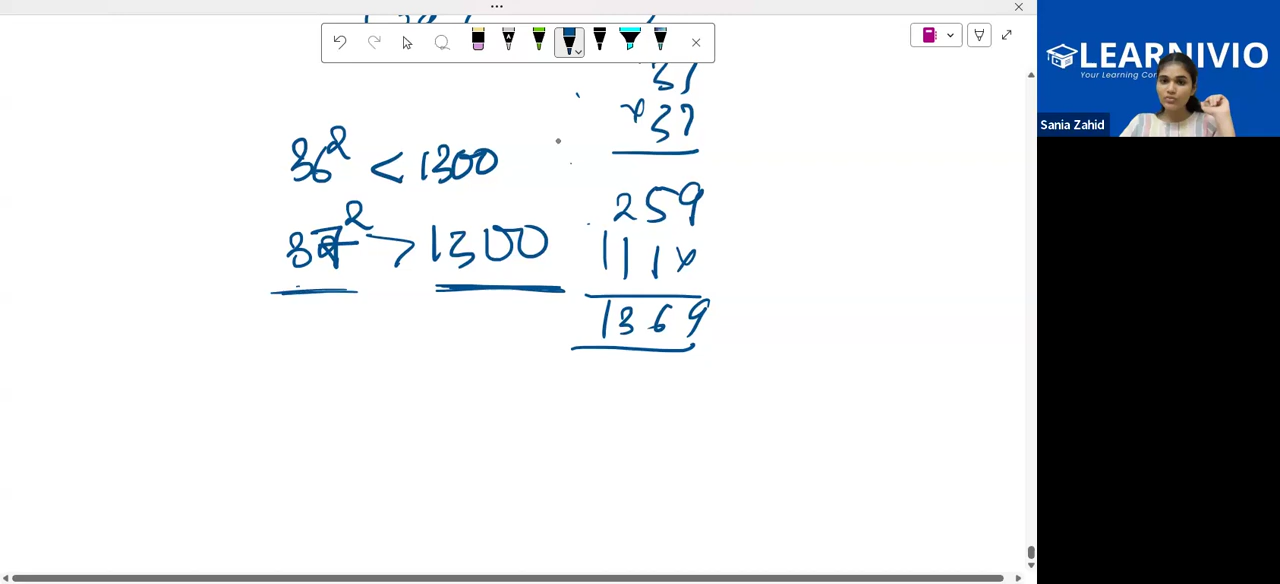 LEARNIVIO
Your Learning Co
Sania Zahid
37
×37
36² < 1300
259
37² > 1300
111×
1369